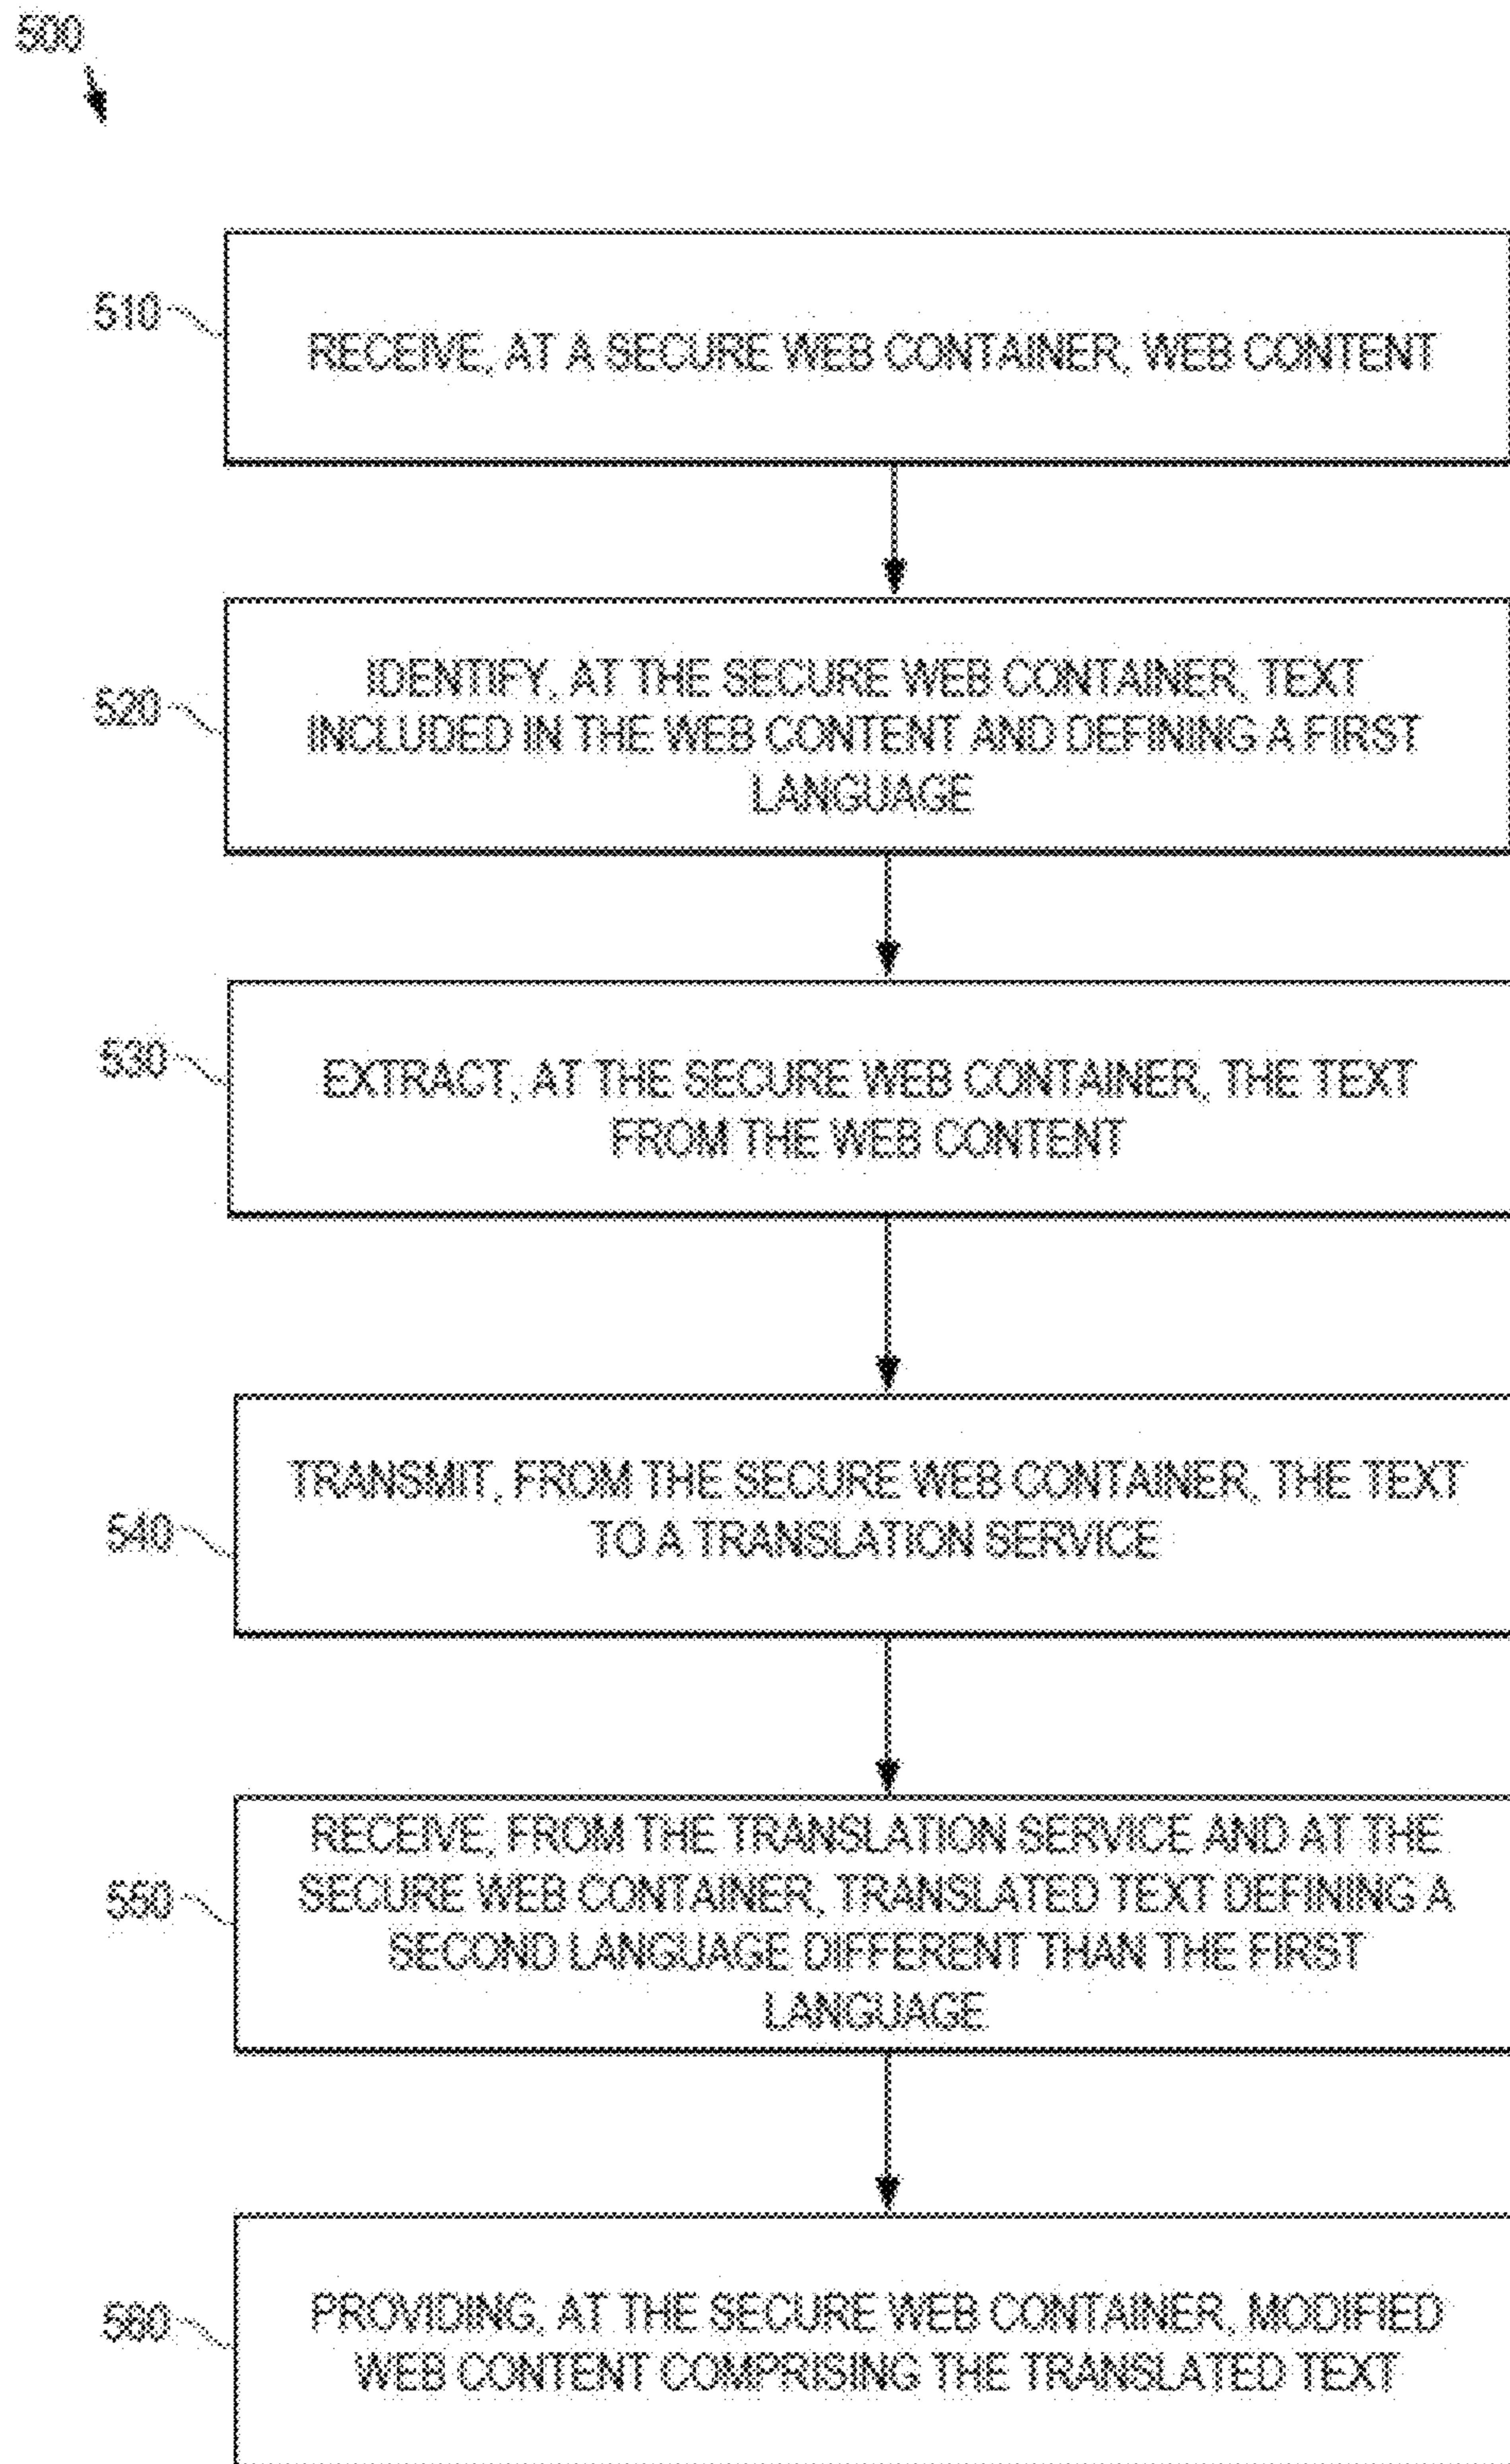 500
510
RECEIVE, AT A SECURE WEB CONTAINER, WEB CONTENT
520
IDENTIFY, AT THE SECURE WEB CONTAINER, TEXT
INCLUDED IN THE WEB CONTENT AND DEFINING A FIRST
LANGUAGE
530
EXTRACT, AT THE SECURE WEB CONTAINER, THE TEXT
FROM THE WEB CONTENT
540
TRANSMIT, FROM THE SECURE WEB CONTAINER, THE TEXT
TO A TRANSLATION SERVICE
550
RECEIVE, FROM THE TRANSLATION SERVICE AND AT THE
SECURE WEB CONTAINER, TRANSLATED TEXT DEFINING A
SECOND LANGUAGE DIFFERENT THAN THE FIRST
LANGUAGE
560
PROVIDING, AT THE SECURE WEB CONTAINER, MODIFIED
WEB CONTENT COMPRISING THE TRANSLATED TEXT